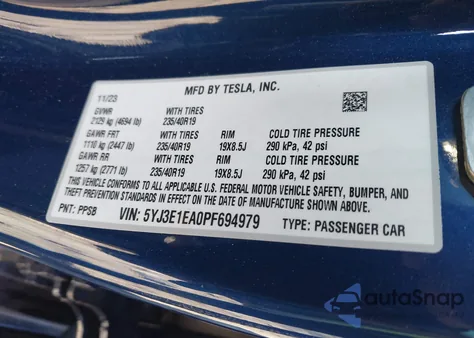 MFD BY TESLA, INC.
11/23
GVWR WITH TIRES
2129 kg (4694 lb) 235/40R19
GAWR FRT WITH TIRES RIM COLD TIRE PRESSURE
1110 kg (2447 lb) 235/40R19 19X8.5J 290 kPa, 42 psi
GAWR RR WITH TIRES RIM COLD TIRE PRESSURE
1257 kg (2771 lb) 235/40R19 19X8.5J 290 kPa, 42 psi
THIS VEHICLE CONFORMS TO ALL APPLICABLE U.S. FEDERAL MOTOR VEHICLE SAFETY, BUMPER, AND
THEFT PREVENTION STANDARDS IN EFFECT ON THE DATE OF MANUFACTURE SHOWN ABOVE.
PNT: PPSB VIN: 5YJ3E1EA0PF694979 TYPE: PASSENGER CAR
autoSnap